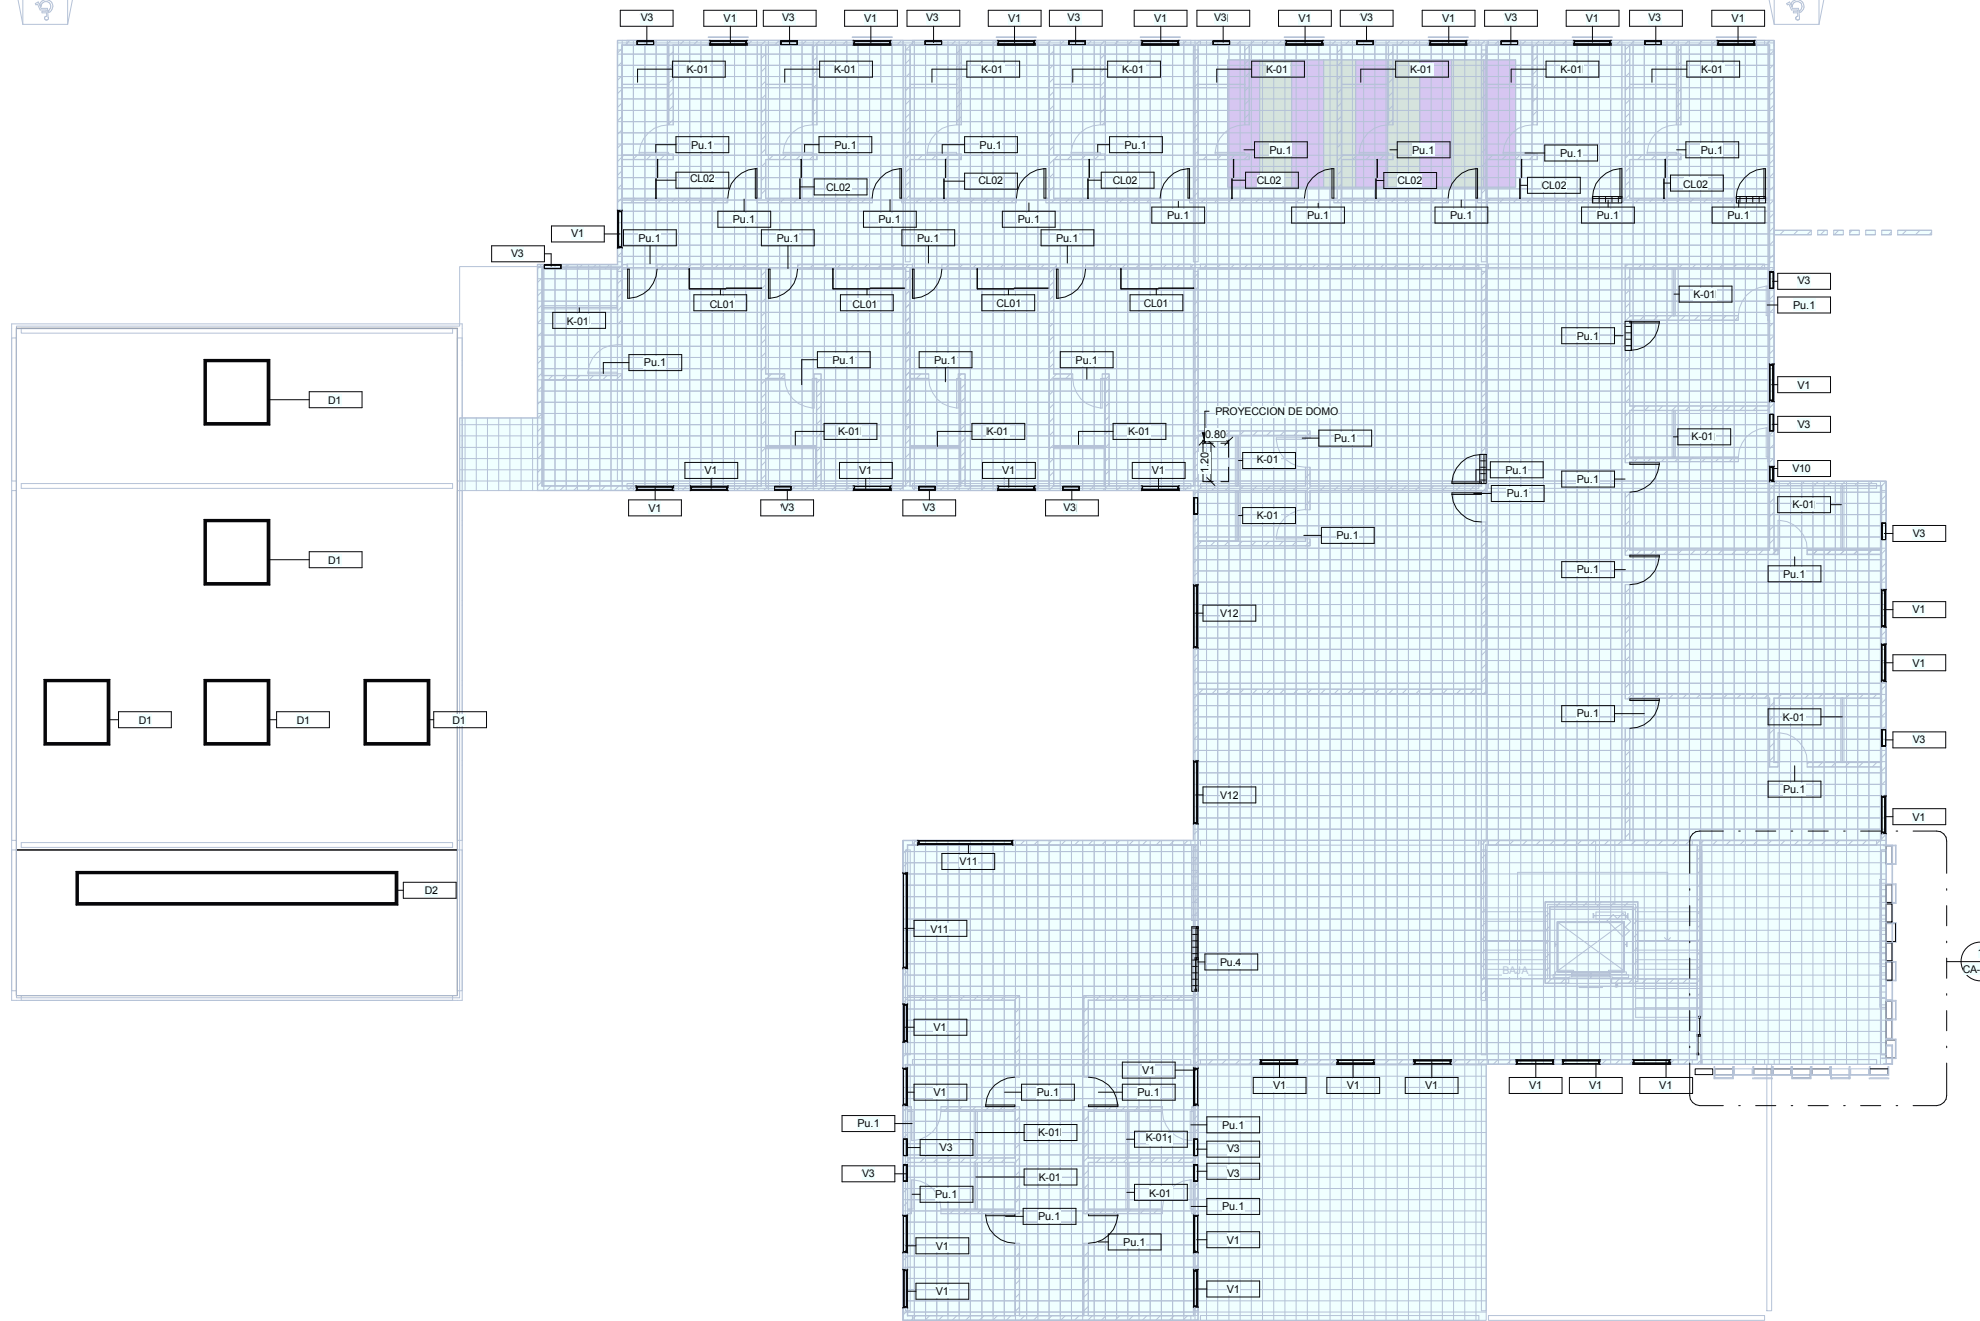 V3 V1 V3 V1 V3 V1 V3 V1 V3 V1 V3 V1 V3 V1 V3 V1
K-01 K-01 K-01 K-01 K-01 K-01 K-01 K-01
Pu.1 Pu.1 Pu.1 Pu.1 Pu.1 Pu.1 Pu.1 Pu.1
CL02 CL02 CL02 CL02 CL02 CL02 CL02 CL02
Pu.1 Pu.1 Pu.1 Pu.1 Pu.1 Pu.1 Pu.1 Pu.1
V1 Pu.1 Pu.1 Pu.1 Pu.1
V3
K-01 V3
CL01 CL01 CL01 CL01 Pu.1
K-01 Pu.1
Pu.1 Pu.1 Pu.1 Pu.1
D1 V1
PROYECCION DE DOMO
0.80 V3
K-01 K-01 K-01 Pu.1 K-01
1.20 K-01
V1 V1 V1 V1 Pu.1 Pu.1 V10
V1 V3 V3 V3 Pu.1 K-01
K-01
Pu.1 V3
D1 Pu.1 Pu.1
V12 V1
V1
D1 D1 D1 Pu.1 K-01
V3
V12 Pu.1
V1
V11
D2
V11
Pu.4
BAJA
CA-
V1
V1
V1 V1 V1 V1 V1 V1
V1 Pu.1 Pu.1
Pu.1 Pu.1
K-01 K-01
V3 V3
V3 K-01 V3
Pu.1 K-01
Pu.1
Pu.1
V1 Pu.1 V1
V1 V1